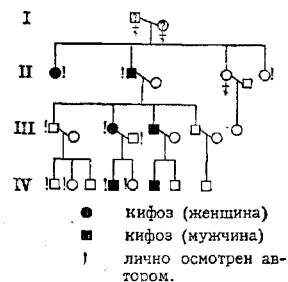 I
? ?
II ! ! ! !
III ! ! ! !
IV ! ! ! !
● кифоз (женщина)
■ кифоз (мужчина)
! лично осмотрен ав-
тором.